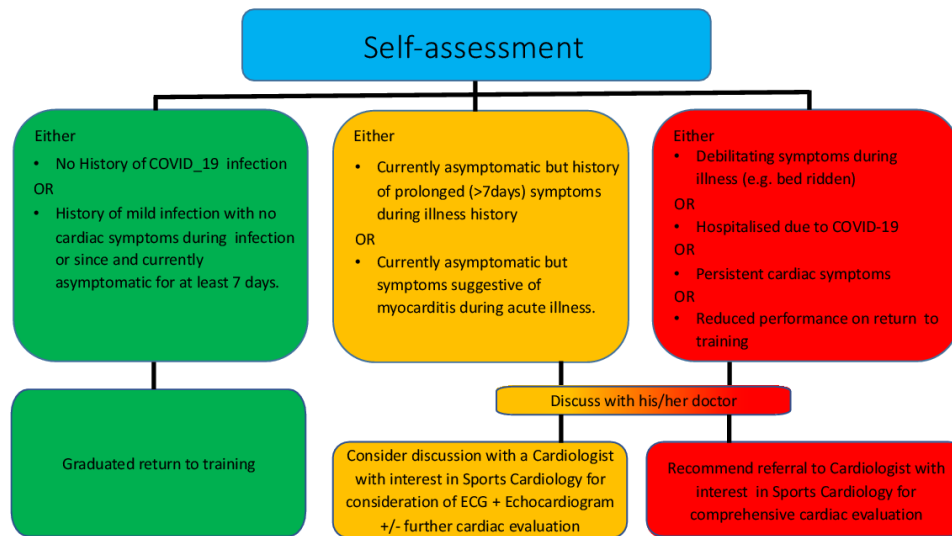 Self-assessment
Either
• No History of COVID_19 infection
OR
• History of mild infection with no
cardiac symptoms during infection
or since and currently
asymptomatic for at least 7 days.
Graduated return to training
Either
• Currently asymptomatic but history
of prolonged (>7days) symptoms
during illness history
OR
• Currently asymptomatic but
symptoms suggestive of
myocarditis during acute illness.
Either
• Debilitating symptoms during
illness (e.g. bed ridden)
OR
• Hospitalised due to COVID-19
OR
• Persistent cardiac symptoms
OR
• Reduced performance on return to
training
Discuss with his/her doctor
Consider discussion with a Cardiologist
with interest in Sports Cardiology for
consideration of ECG + Echocardiogram
+/- further cardiac evaluation
Recommend referral to Cardiologist with
interest in Sports Cardiology for
comprehensive cardiac evaluation